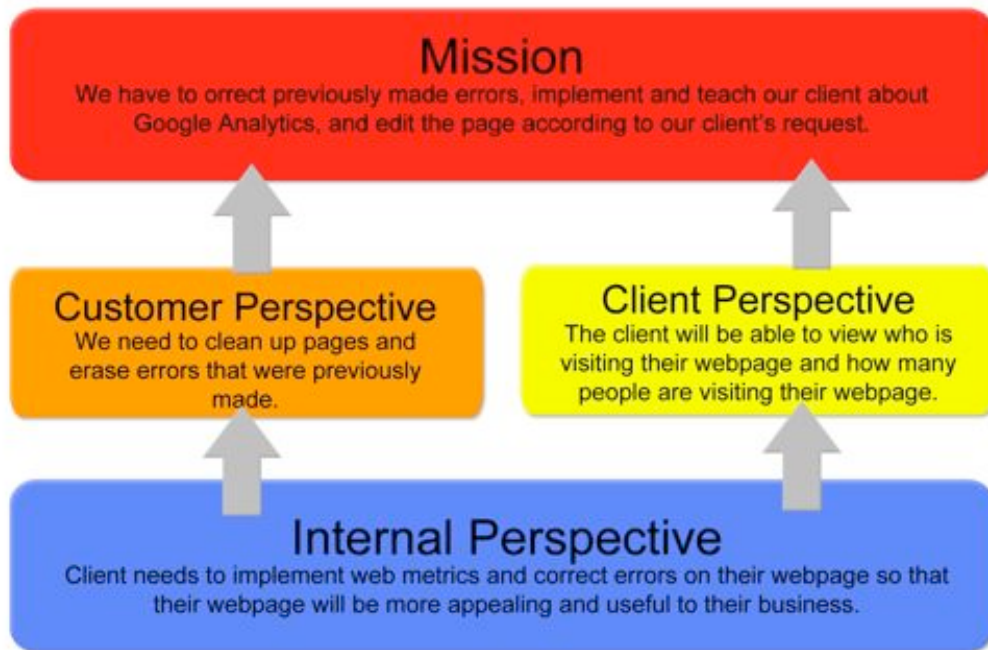 Mission
We have to orrect previously made errors, implement and teach our client about
Google Analytics, and edit the page according to our client's request.
Customer Perspective
We need to clean up pages and
erase errors that were previously
made.
Client Perspective
The client will be able to view who is
visiting their webpage and how many
people are visiting their webpage.
Internal Perspective
Client needs to implement web metrics and correct errors on their webpage so that
their webpage will be more appealing and useful to their business.